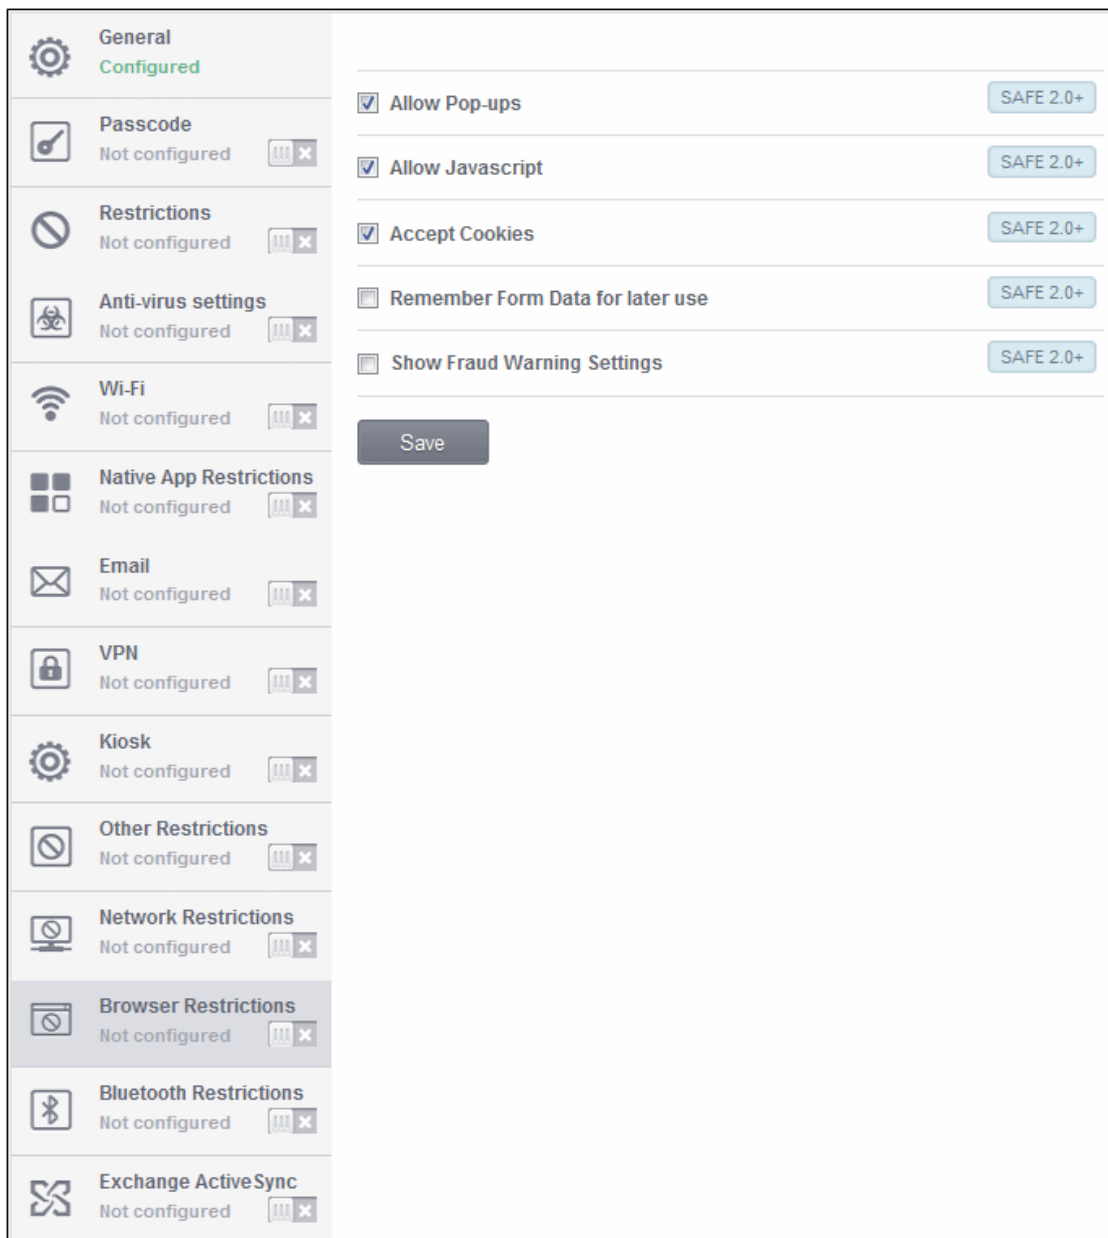 General
Configured
Passcode
Not configured
Restrictions
Not configured
Anti-virus settings
Not configured
Wi-Fi
Not configured
Native App Restrictions
Not configured
Email
Not configured
VPN
Not configured
Kiosk
Not configured
Other Restrictions
Not configured
Network Restrictions
Not configured
Browser Restrictions
Not configured
Bluetooth Restrictions
Not configured
Exchange ActiveSync
Not configured
Allow Pop-ups SAFE 2.0+
Allow Javascript SAFE 2.0+
Accept Cookies SAFE 2.0+
Remember Form Data for later use SAFE 2.0+
Show Fraud Warning Settings SAFE 2.0+
Save